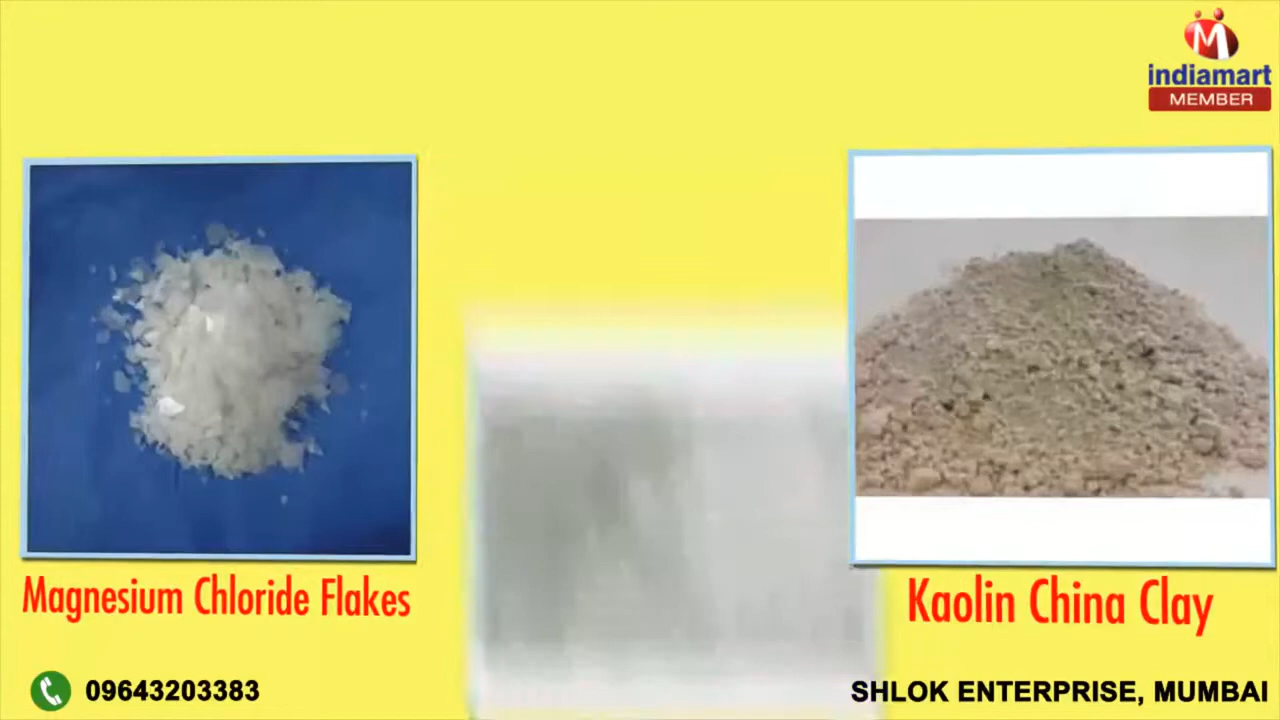 indiamart
MEMBER
Magnesium Chloride Flakes
Kaolin China Clay
09643203383
SHLOK ENTERPRISE, MUMBAI